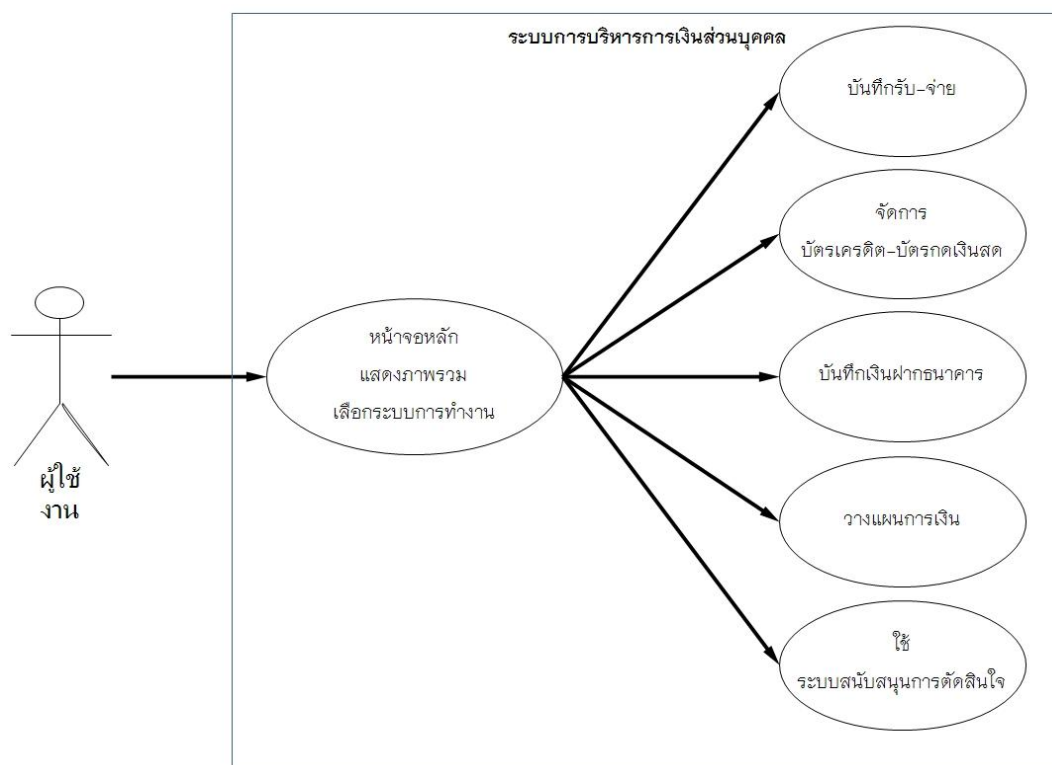 ระบบการบริหารการเงินส่วนบุคคล
บันทึกรับ-จ่าย
จัดการ
บัตรเครดิต-บัตรกดเงินสด
หน้าจอหลัก
แสดงภาพรวม
เลือกระบบการทำงาน
บันทึกเงินฝากธนาคาร
ผู้ใช้
งาน
วางแผนการเงิน
ใช้
ระบบสนับสนุนการตัดสินใจ